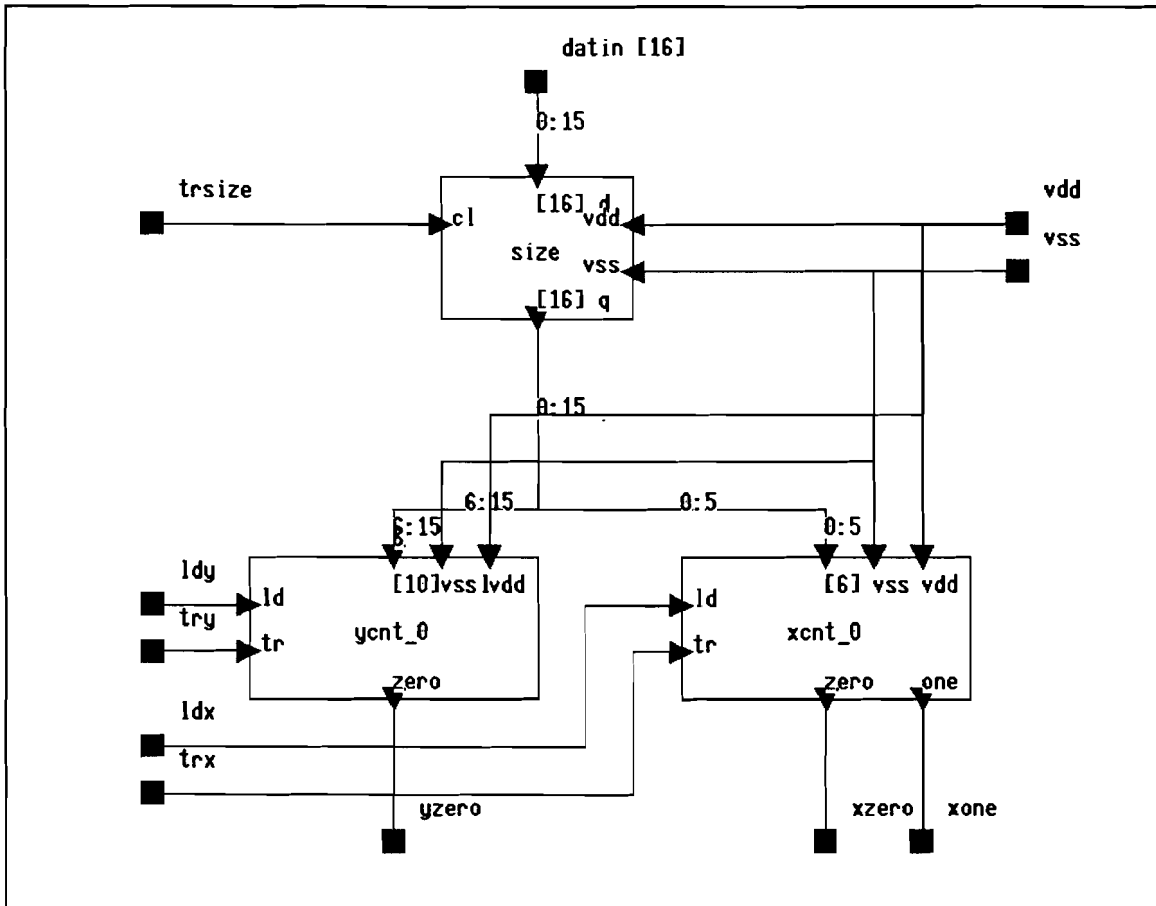 datin [16]
0:15
trsize
vdd
[16] d
cl
vdd
vss
size
vss
[16] q
0:15
6:15
0:5
6:15
0:5
ldy
[10]
vss
lvdd
[6]
vss
vdd
ld
ld
try
ycnt_0
xcnt_0
tr
tr
zero
zero
one
ldx
trx
yzero
xzero
xone